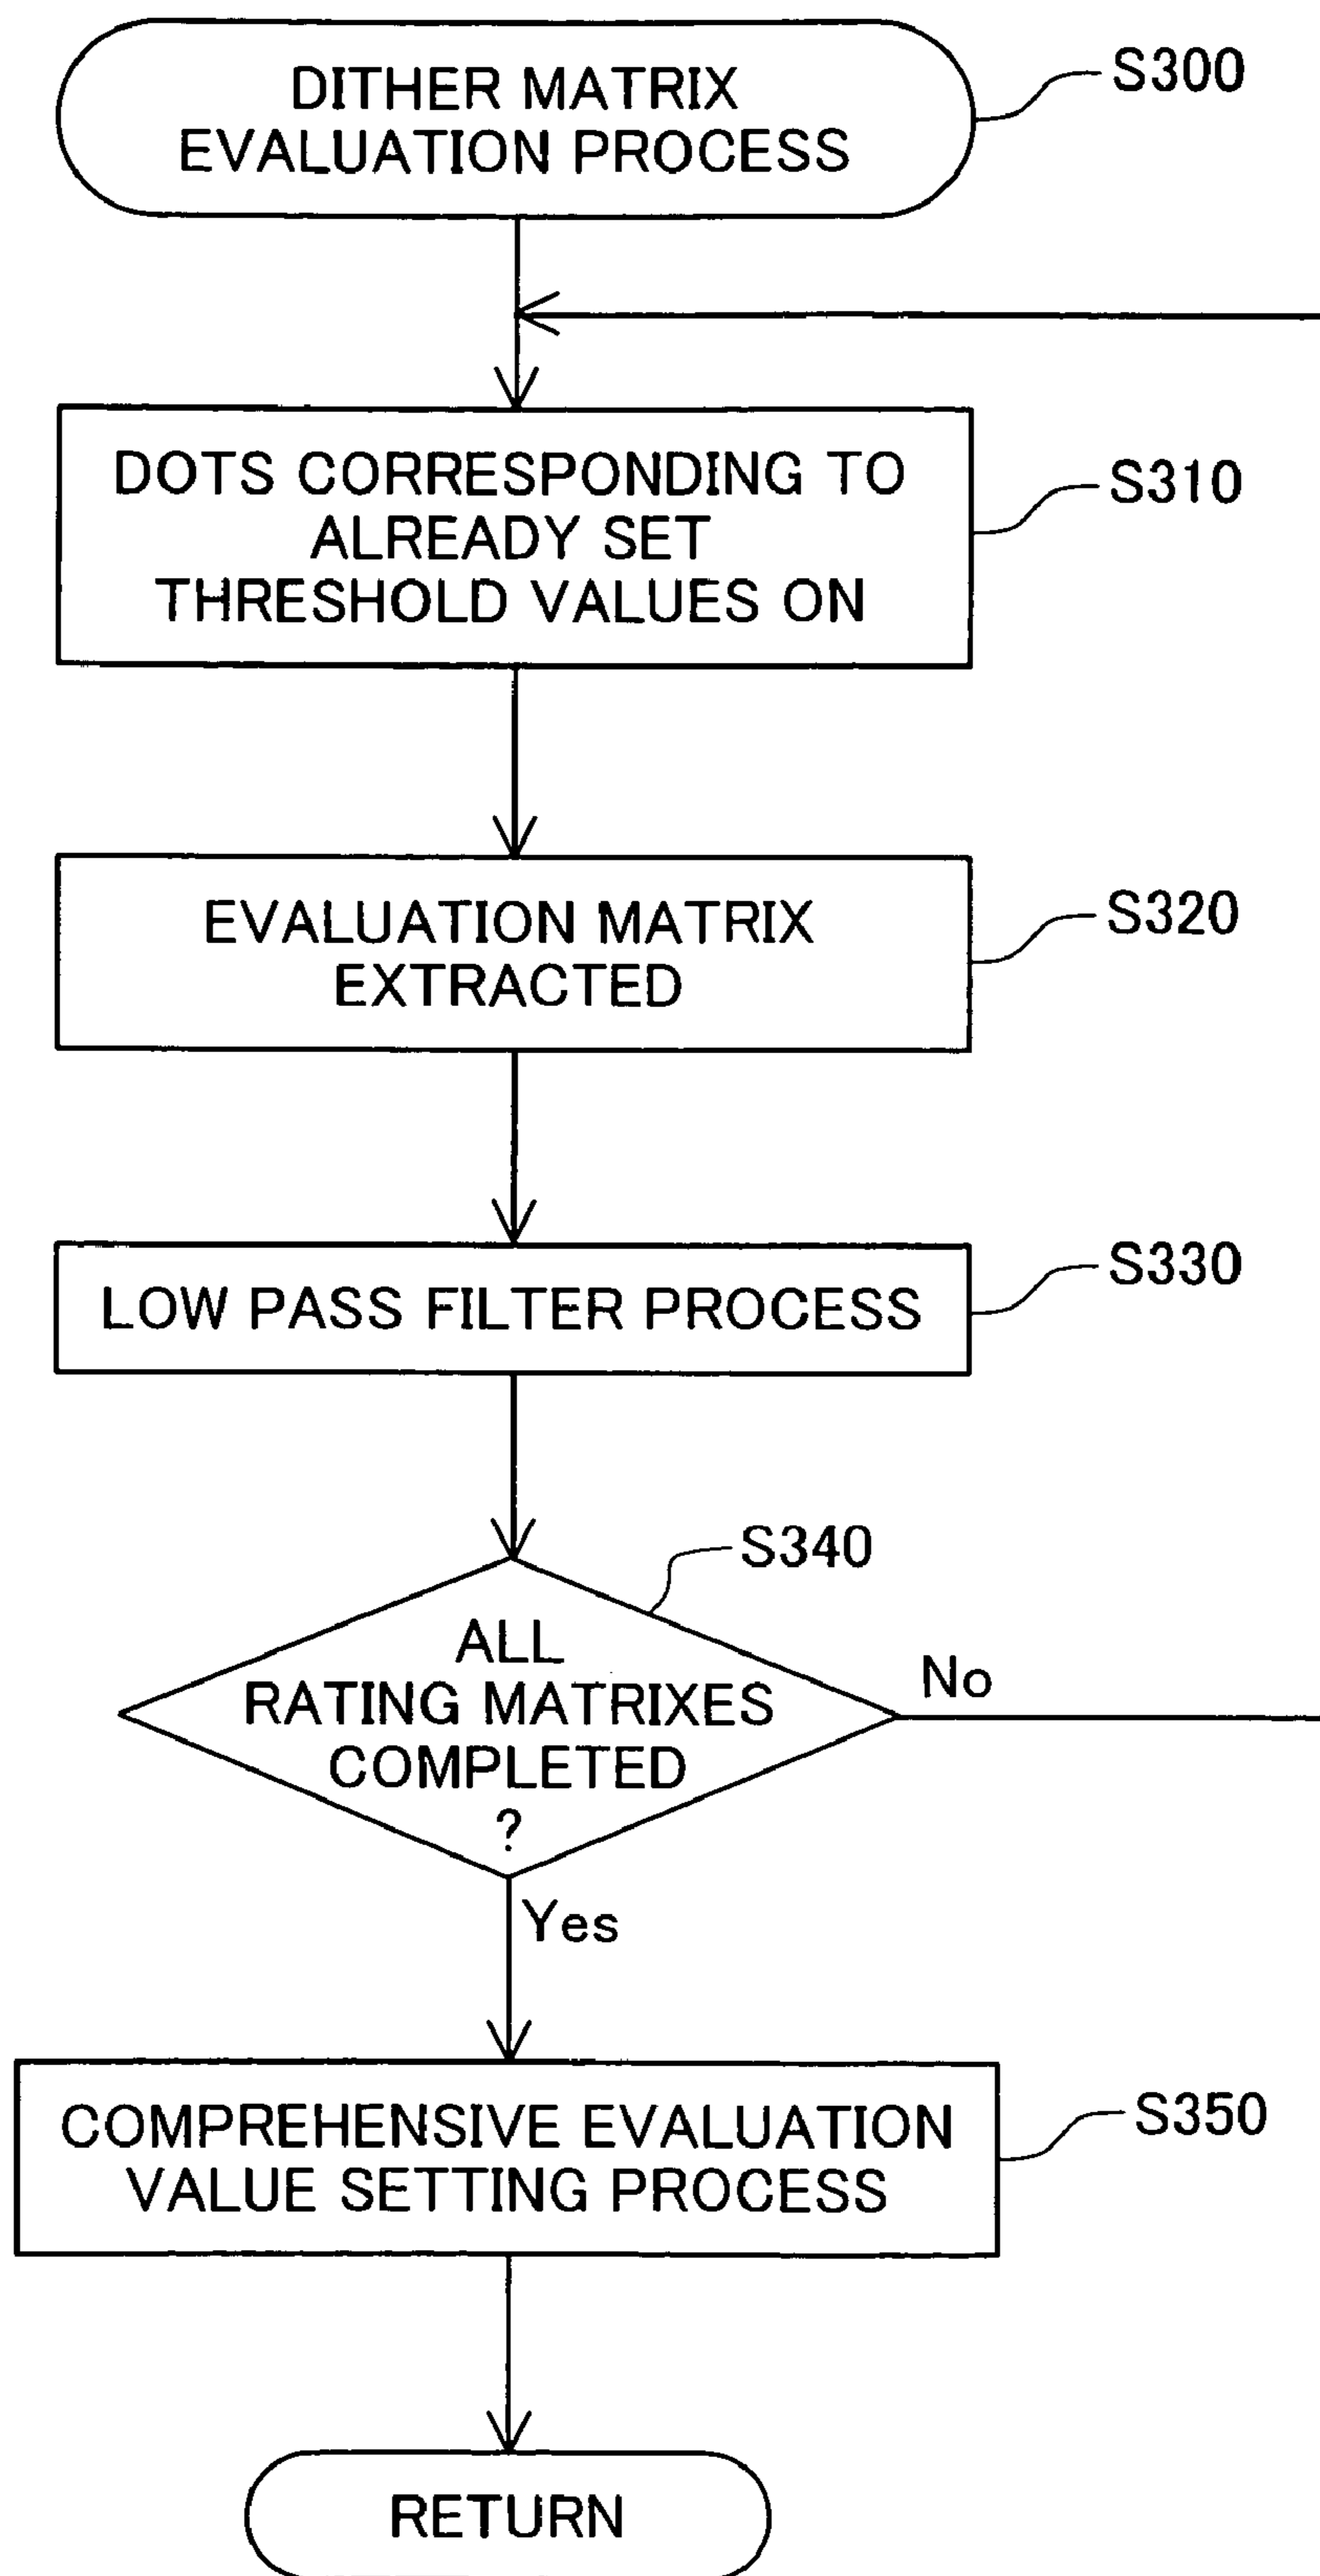 DITHER MATRIX
EVALUATION PROCESS
S300
DOTS CORRESPONDING TO
ALREADY SET
THRESHOLD VALUES ON
S310
EVALUATION MATRIX
EXTRACTED
S320
LOW PASS FILTER PROCESS
S330
S340
ALL
RATING MATRIXES
COMPLETED
?
No
Yes
COMPREHENSIVE EVALUATION
VALUE SETTING PROCESS
S350
RETURN